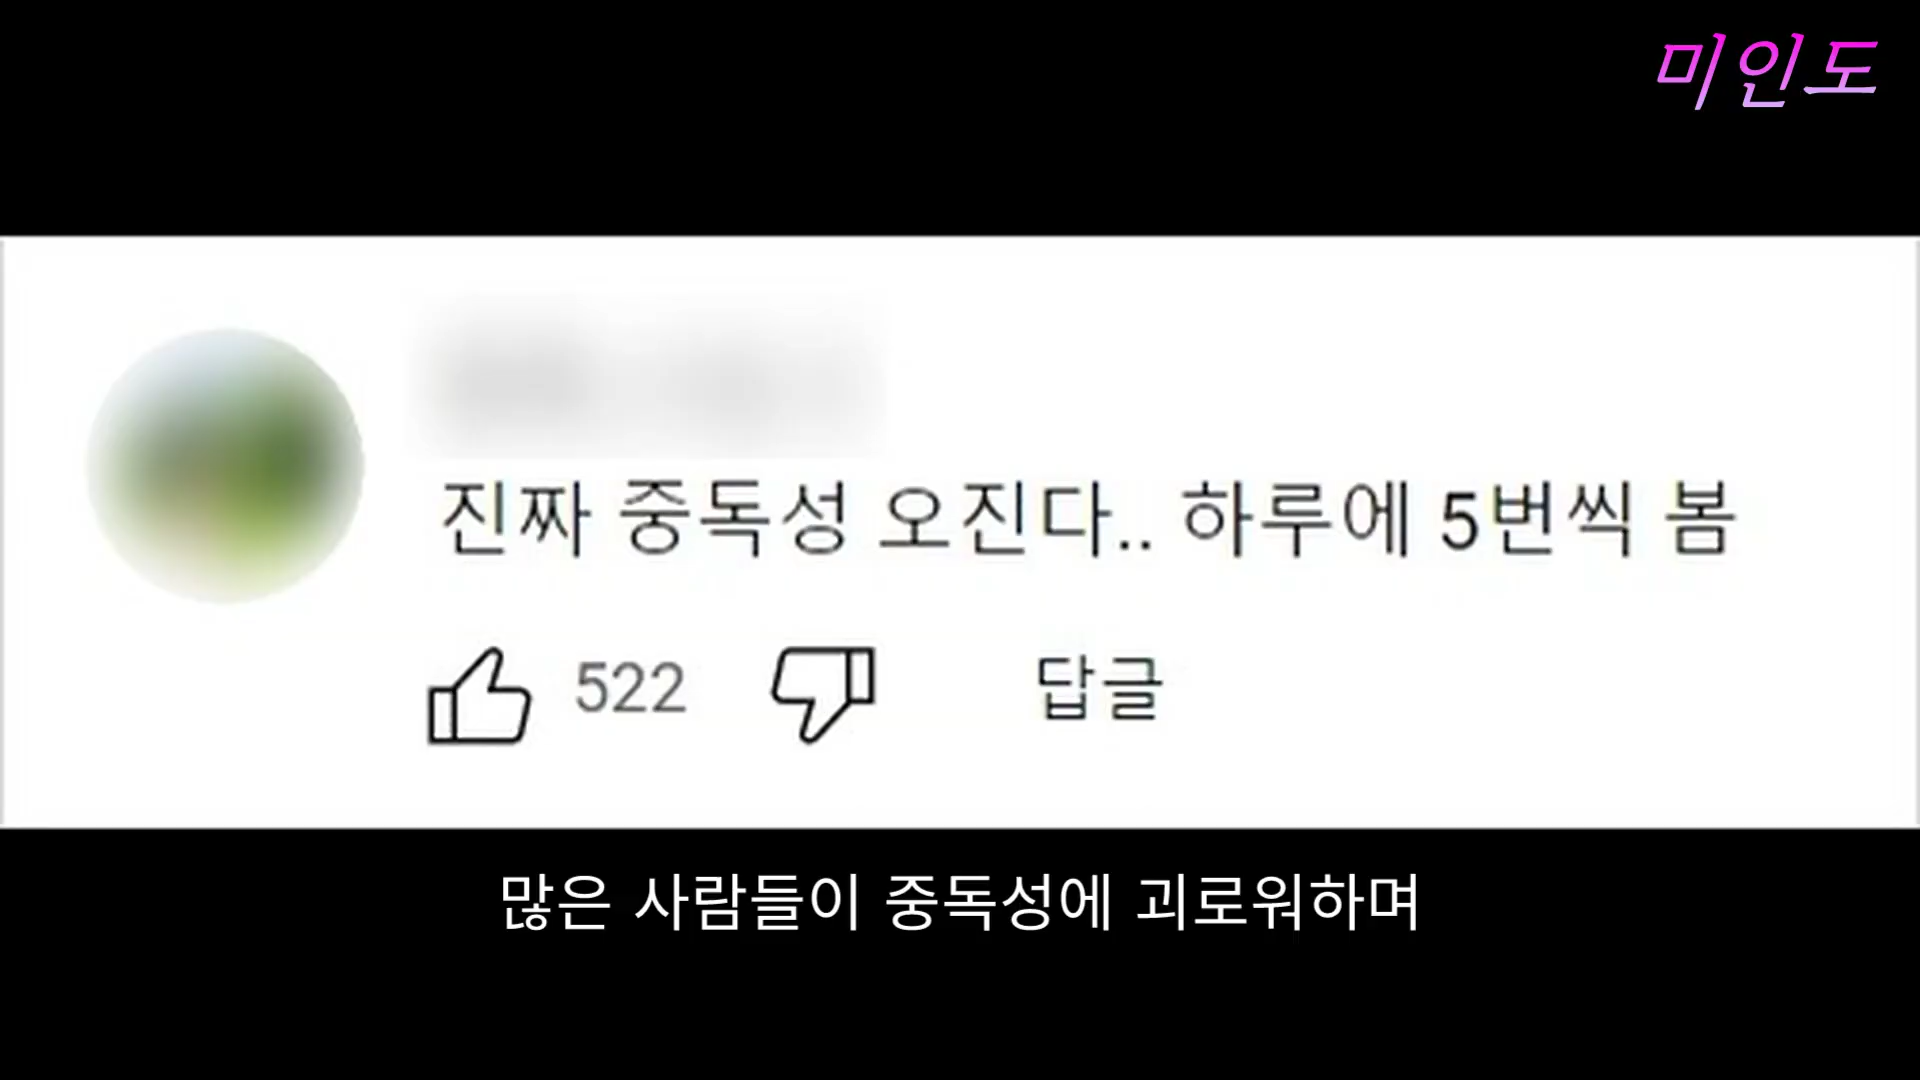 미인도
진짜 중독성 오진다.. 하루에 5번씩 봄
522 답글
많은 사람들이 중독성에 괴로워하며